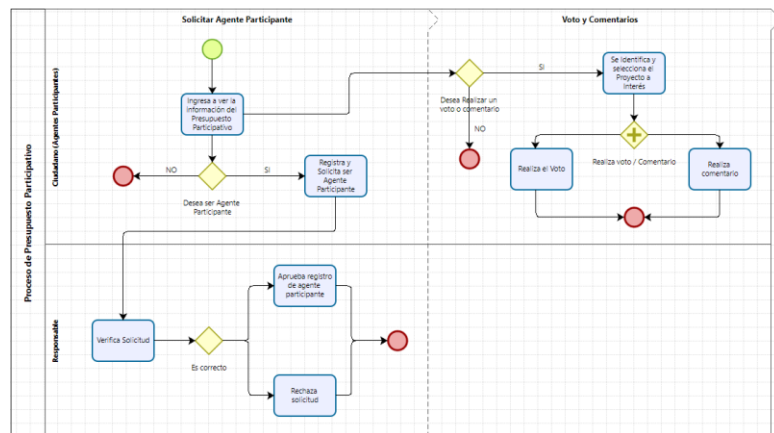 Solicitar Agente Participante
Voto y Comentarios
Proceso de Presupuesto Participativo
Ciudadano (Agentes Participantes)
Ingresa a ver la
información del
Presupuesto
Participativo
NO
SI
Desea ser Agente
Participante
Registra y
Solicita ser
Agente
Participante
Desea Realizar un
voto o comentario
SI
NO
Se Identifica y
selecciona el
Proyecto a
Interés
Realiza voto / Comentario
Realiza el Voto
Realiza
comentario
Responsable
Verifica Solicitud
Es correcto
Aprueba registro
de agente
participante
Rechaza
solicitud